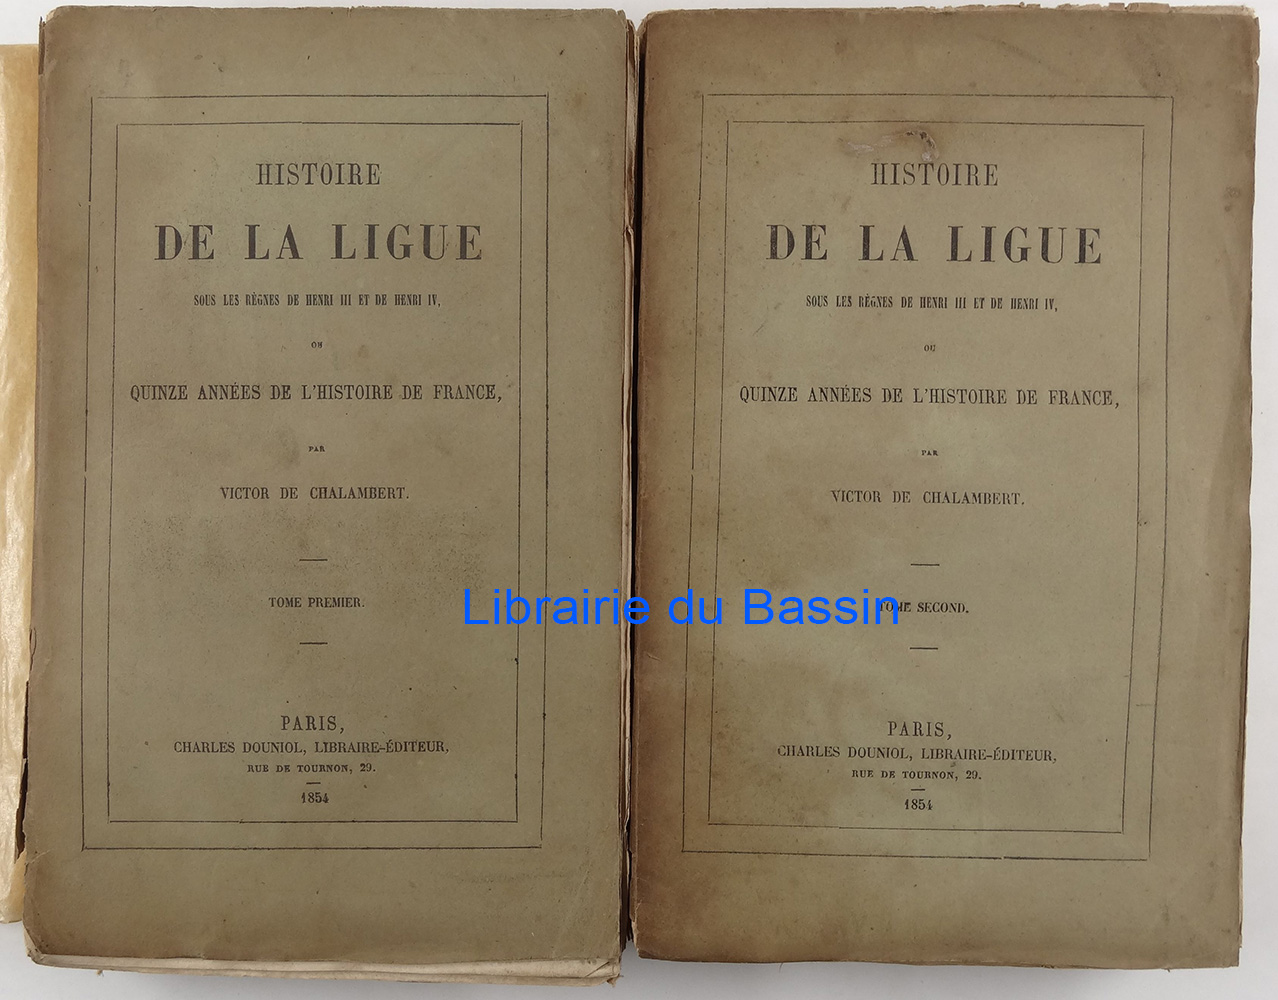 HISTOIRE
DE LA LIGUE
SOUS LES RÈGNES DE HENRI III ET DE HENRI IV,
OU
QUINZE ANNÉES DE L'HISTOIRE DE FRANCE,
PAR
VICTOR DE CHALAMBERT.
TOME PREMIER.
PARIS,
CHARLES DOUNIOL, LIBRAIRE-ÉDITEUR,
RUE DE TOURNON, 29.
1854
HISTOIRE
DE LA LIGUE
SOUS LES RÈGNES DE HENRI III ET DE HENRI IV,
OU
QUINZE ANNÉES DE L'HISTOIRE DE FRANCE,
PAR
VICTOR DE CHALAMBERT.
TOME SECOND.
PARIS,
CHARLES DOUNIOL, LIBRAIRE-ÉDITEUR,
RUE DE TOURNON, 29.
1854
Librairie du Bassin